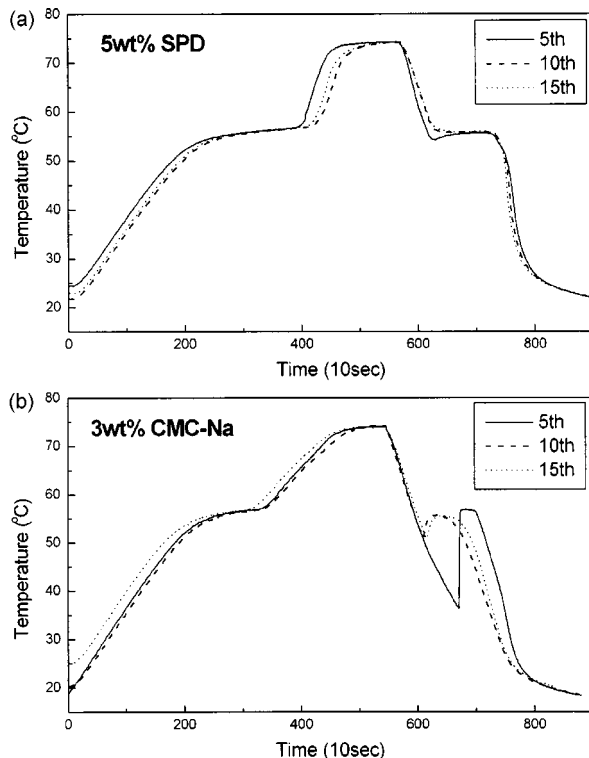 (a)
5wt% SPD
5th
10th
15th
80
70
60
50
40
30
20
Temperature (°C)
0
200
400
600
800
Time (10sec)
(b)
3wt% CMC-Na
5th
10th
15th
80
70
60
50
40
30
20
Temperature (°C)
0
200
400
600
800
Time (10sec)